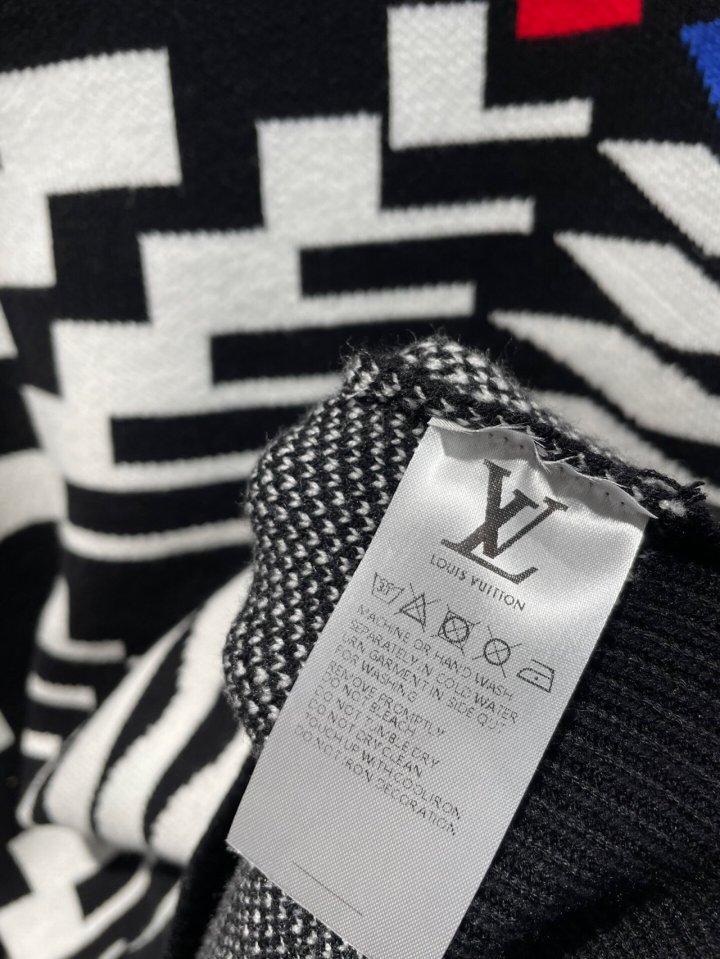 LV
LOUIS VUITTON
31
MACHINE OR HAND WASH
SEPARATELY IN COLD WATER
URN GARMENT IN SIDE OUT
FOR WASHING
REMOVE PROMPTLY
DO NOT BLEACH
DO NOT TUMBLE DRY
DO NOT DRY CLEAN
TOUCH UP WITH COOL IRON
DO NOT IRON DECORATION